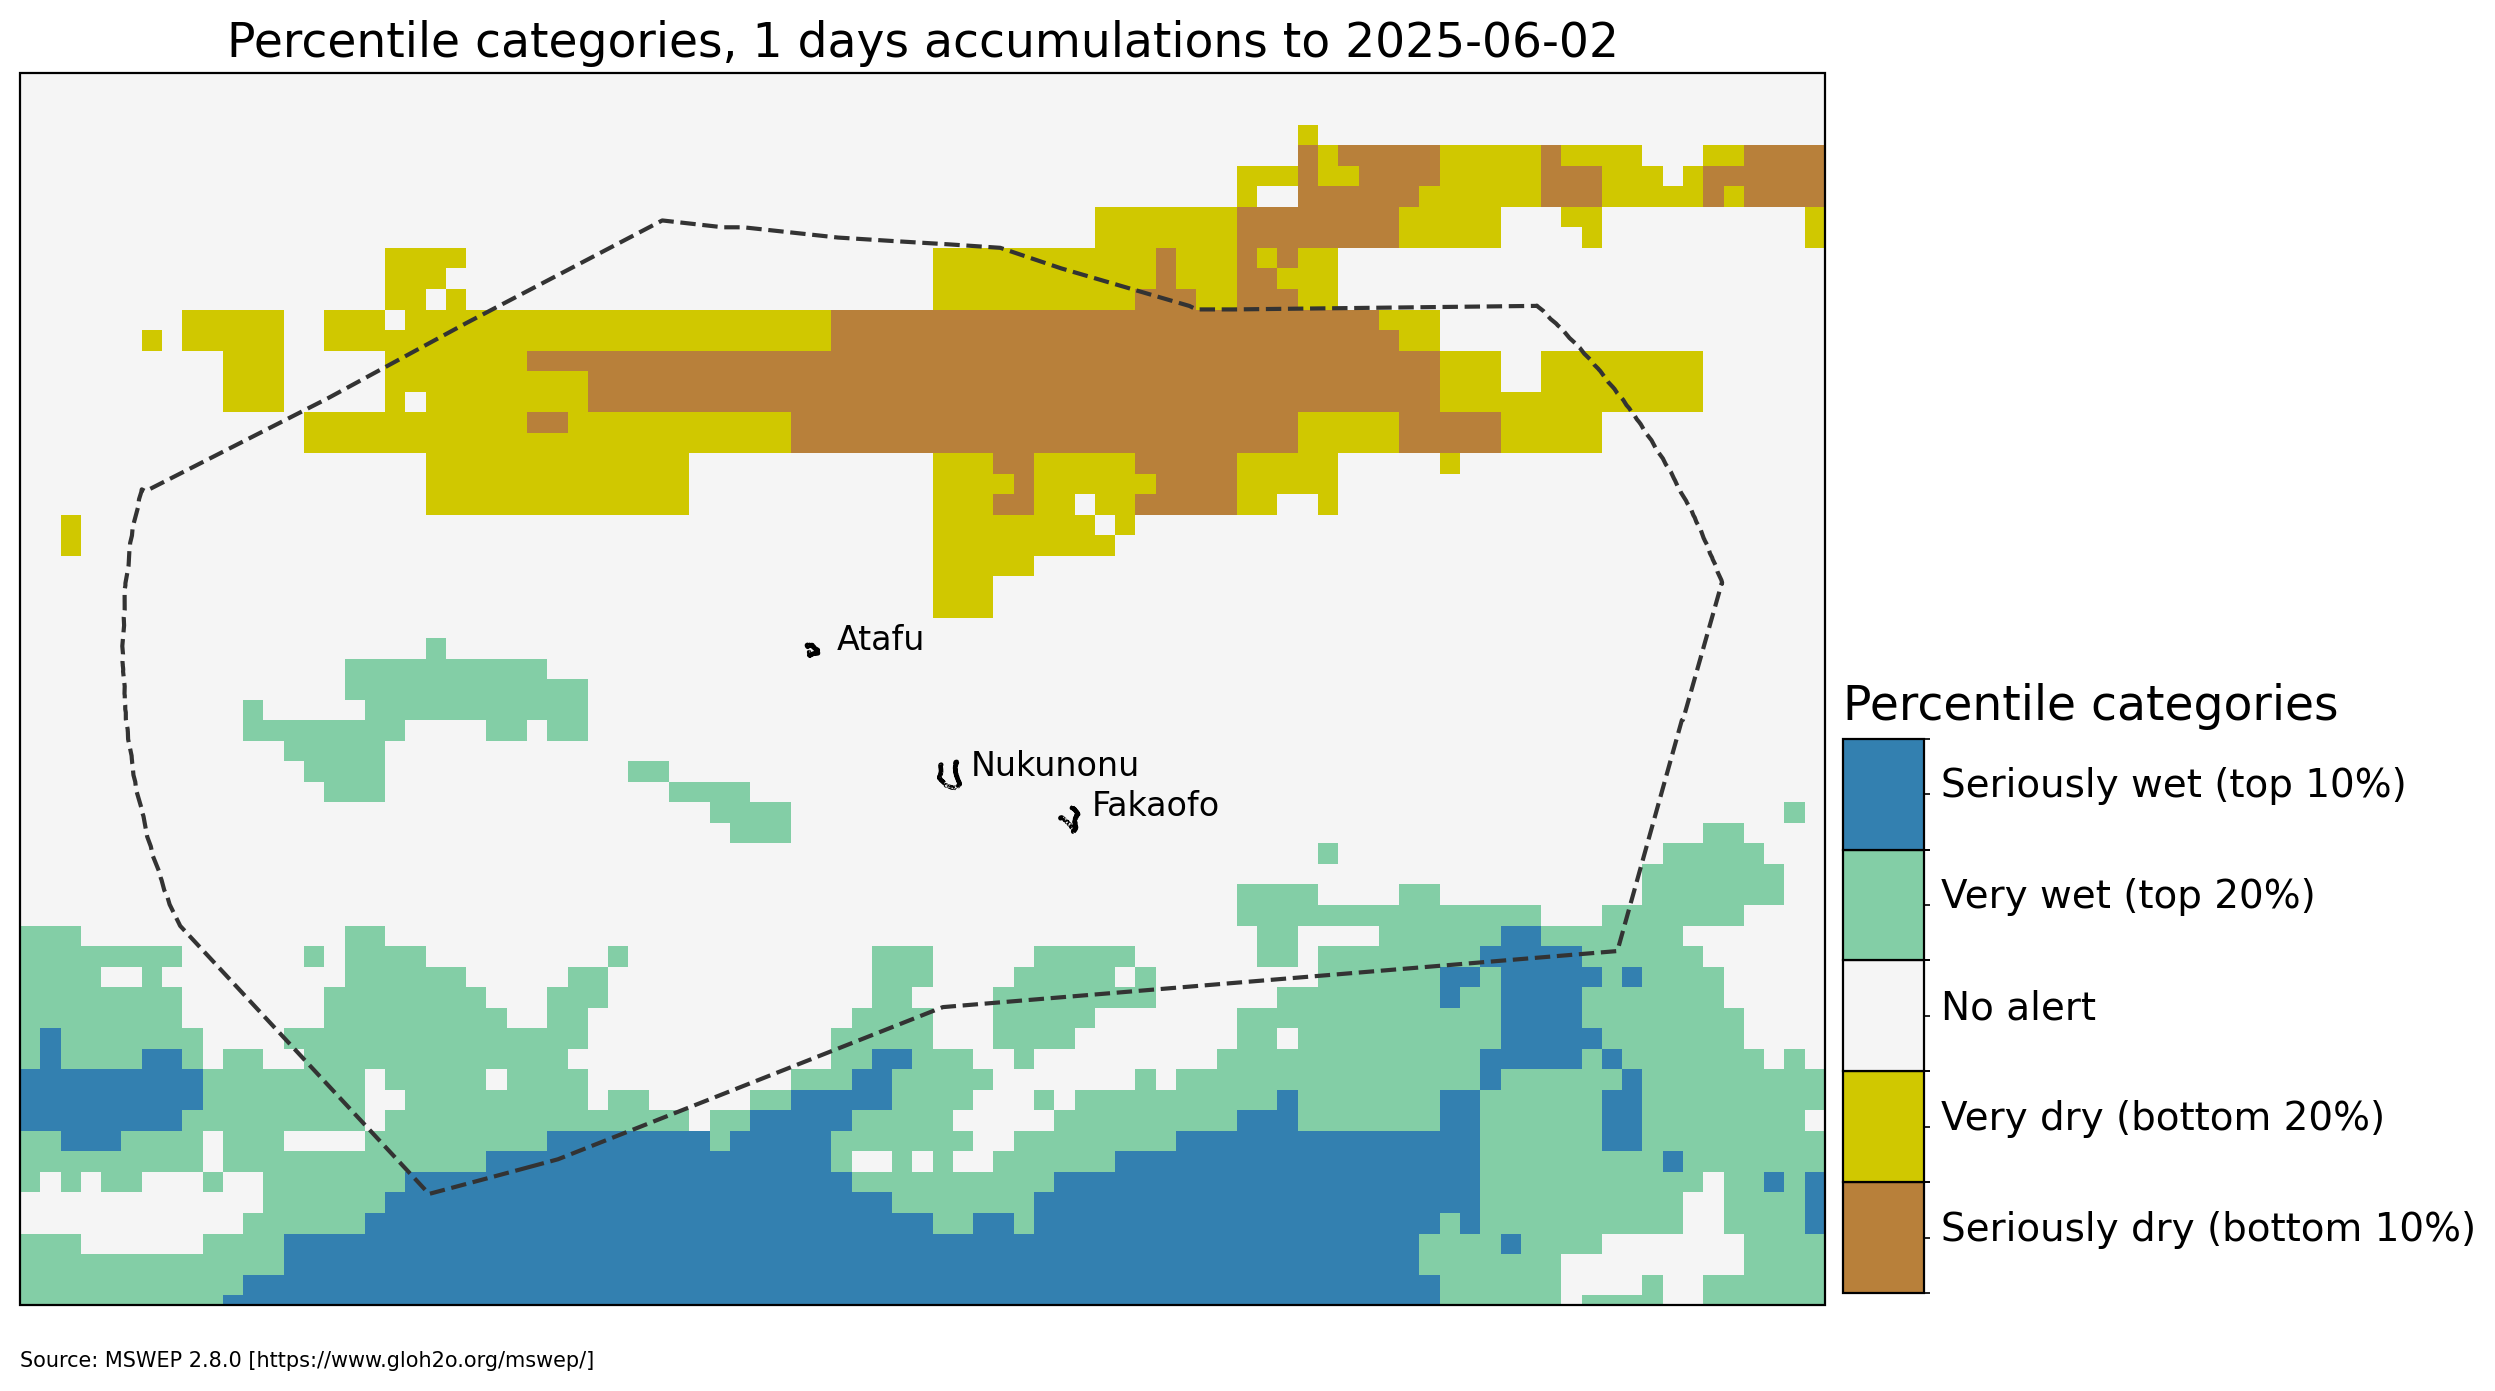 Percentile categories, 1 days accumulations to 2025-06-02
Atafu
Nukunonu
Fakaofo
Percentile categories
Seriously wet (top 10%)
Very wet (top 20%)
No alert
Very dry (bottom 20%)
Seriously dry (bottom 10%)
Source: MSWEP 2.8.0 [https://www.gloh2o.org/mswep/]